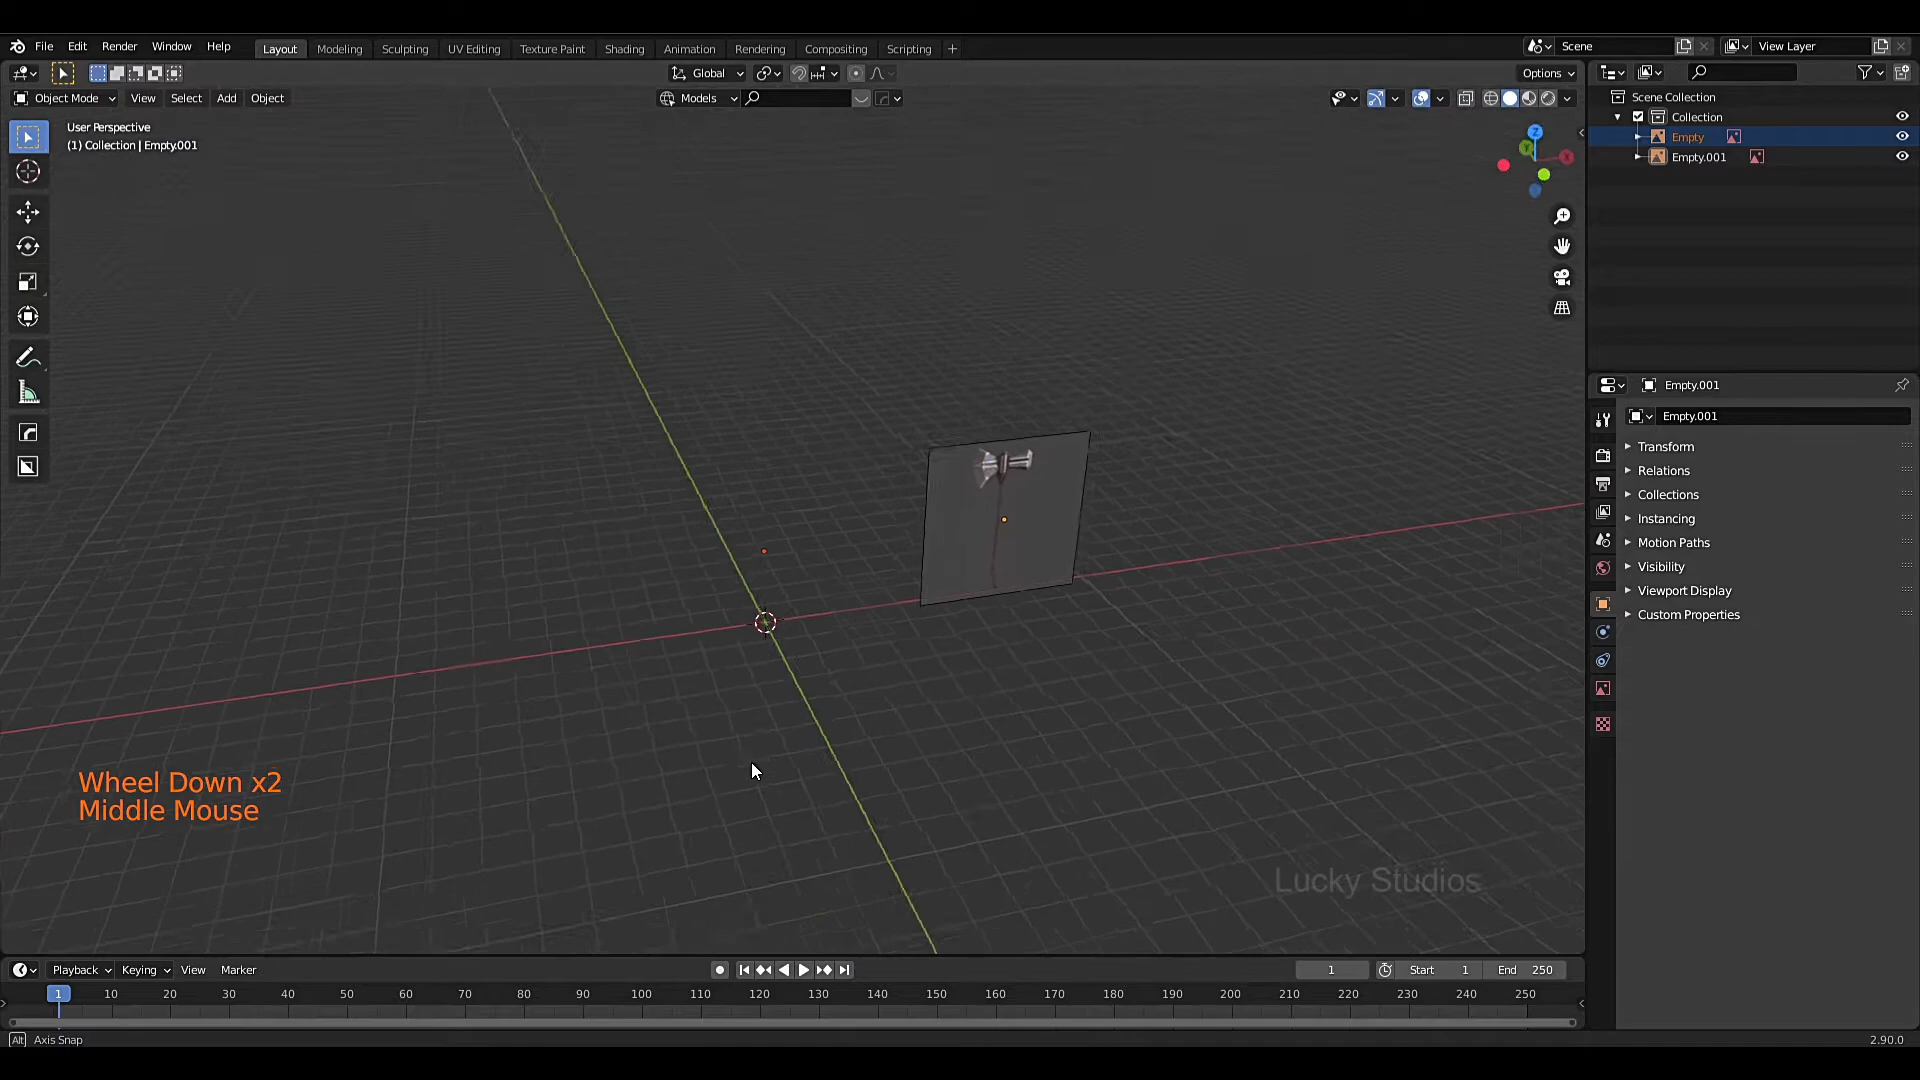 File Edit Render Window Help Layout Modeling Sculpting UV Editing Texture Paint Shading Animation Rendering Compositing Scripting Scene View Layer
Global Options
Object Mode View Select Add Object Models
User Perspective
(1) Collection | Empty.001
Z
Y
X
Scene Collection
Collection
Empty
Empty.001
Empty.001
Empty.001
Transform
Relations
Collections
Instancing
Motion Paths
Visibility
Viewport Display
Custom Properties
Wheel Down x2
Middle Mouse
Lucky Studios
Playback Keying View Marker 1 Start 1 End 250
1 10 20 30 40 50 60 70 80 90 100 110 120 130 140 150 160 170 180 190 200 210 220 230 240 250
Alt Axis Snap 2.90.0